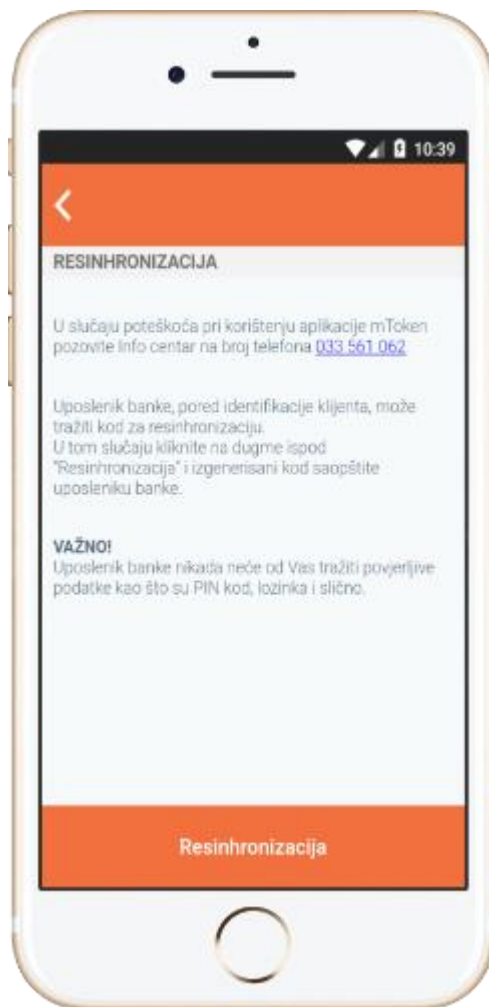 10:39
RESINHRONIZACIJA
U slučaju poteškoća pri korištenju aplikacije mToken
pozovite Info centar na broj telefona 033 561 062
Uposlenik banke, pored identifikacije klijenta, može
tražiti kod za resinhronizaciju.
U tom slučaju kliknite na dugme ispod
"Resinhronizacija" i izgenerisani kod saopštite
uposleniku banke.
VAŽNO!
Uposlenik banke nikada neće od Vas tražiti povjerljive
podatke kao što su PIN kod, lozinka i slično.
Resinhronizacija